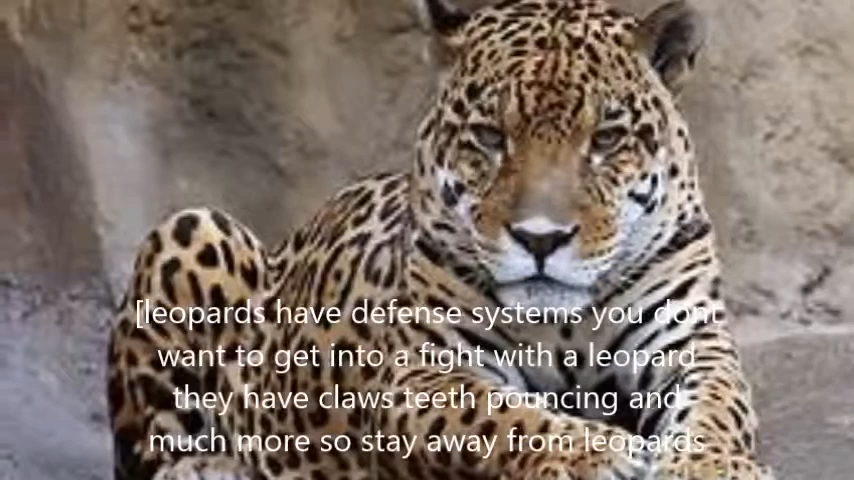 [leopards have defense systems you dont
want to get into a fight with a leopard
they have claws teeth pouncing and
much more so stay away from leopards